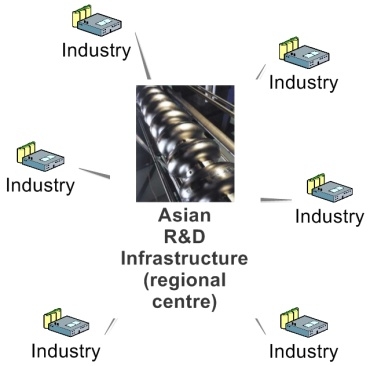 Industry
Industry
Industry
Industry
Asian
R&D
Infrastructure
(regional
centre)
Industry
Industry